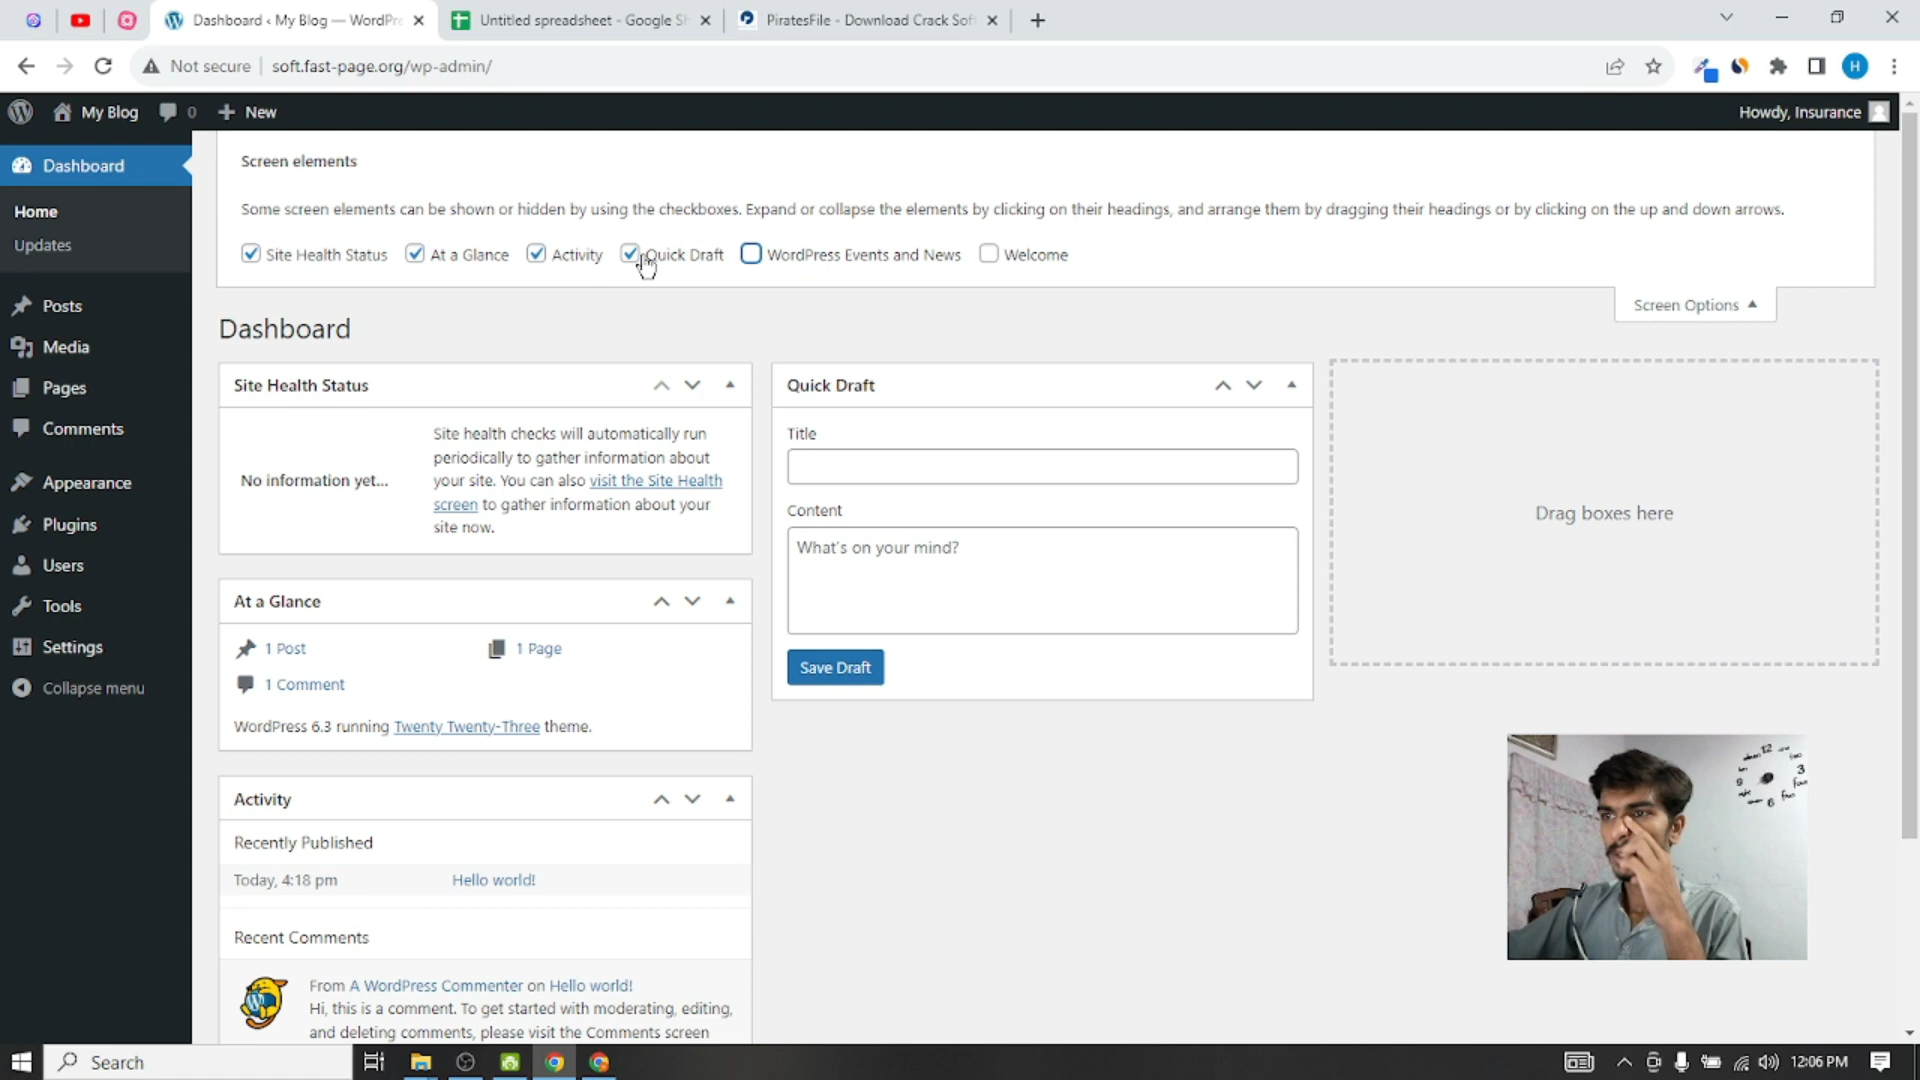 Dashboard ‹ My Blog — WordPre
Untitled spreadsheet - Google Sh
PiratesFile - Download Crack Soft
Not secure
soft.fast-page.org/wp-admin/
H
My Blog
0
New
Howdy, Insurance
Dashboard
Home
Updates
Posts
Media
Pages
Comments
Appearance
Plugins
Users
Tools
Settings
Collapse menu
Screen elements
Some screen elements can be shown or hidden by using the checkboxes. Expand or collapse the elements by clicking on their headings, and arrange them by dragging their headings or by clicking on the up and down arrows.
Site Health Status
At a Glance
Activity
Quick Draft
WordPress Events and News
Welcome
Screen Options
Dashboard
Site Health Status
No information yet...
Site health checks will automatically run
periodically to gather information about
your site. You can also visit the Site Health
screen to gather information about your
site now.
At a Glance
1 Post
1 Page
1 Comment
WordPress 6.3 running Twenty Twenty-Three theme.
Activity
Recently Published
Today, 4:18 pm
Hello world!
Recent Comments
From A WordPress Commenter on Hello world!
Hi, this is a comment. To get started with moderating, editing,
and deleting comments, please visit the Comments screen
Quick Draft
Title
Content
What's on your mind?
Save Draft
Drag boxes here
12
3
6
9
Search
12:06 PM